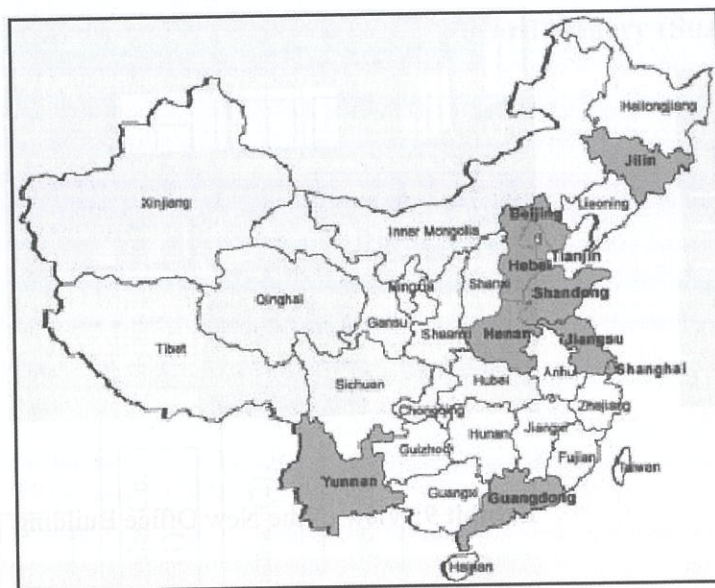 Heilongjiang
Jilin
Xinjiang
Liaoning
Beijing
Inner Mongolia
Tianjin
Hebei
Ningxia
Shanxi
Qinghai
Shandong
Gansu
Shaanxi
Henan
Jiangsu
Tibet
Anhui
Shanghai
Sichuan
Hubei
Chongqing
Zhejiang
Hunan
Jiangxi
Guizhou
Fujian
Taiwan
Yunnan
Guangxi
Guangdong
Hainan